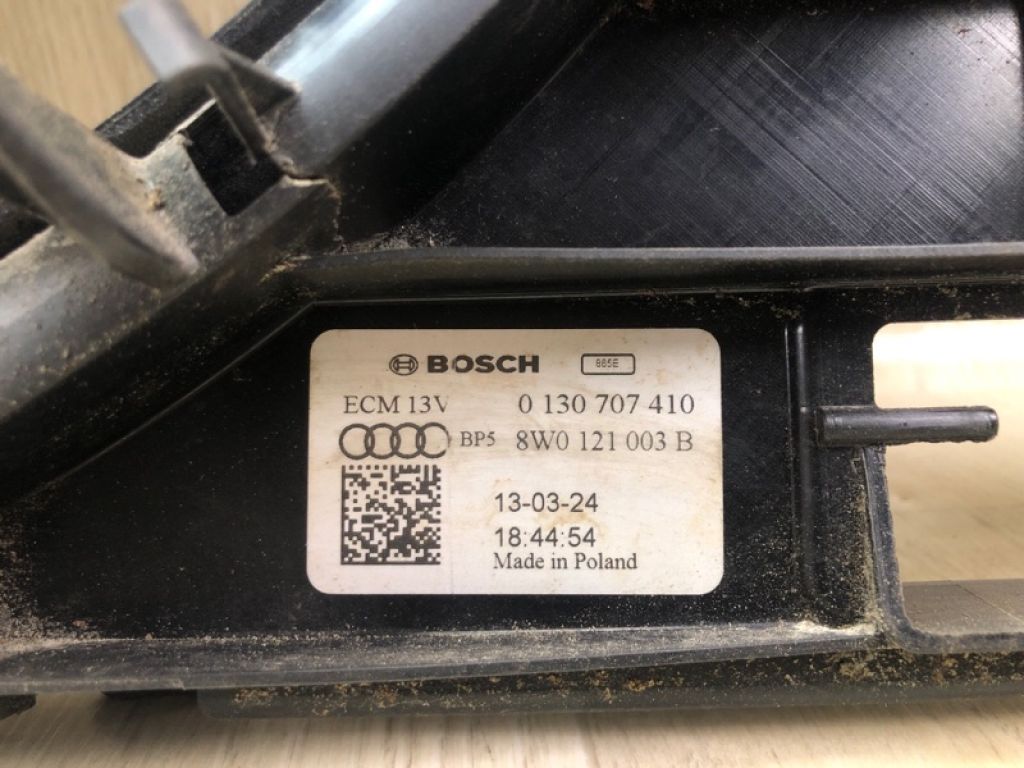 BOSCH 865E
ECM 13V 0 130 707 410
BP5 8W0 121 003 B
13-03-24
18:44:54
Made in Poland